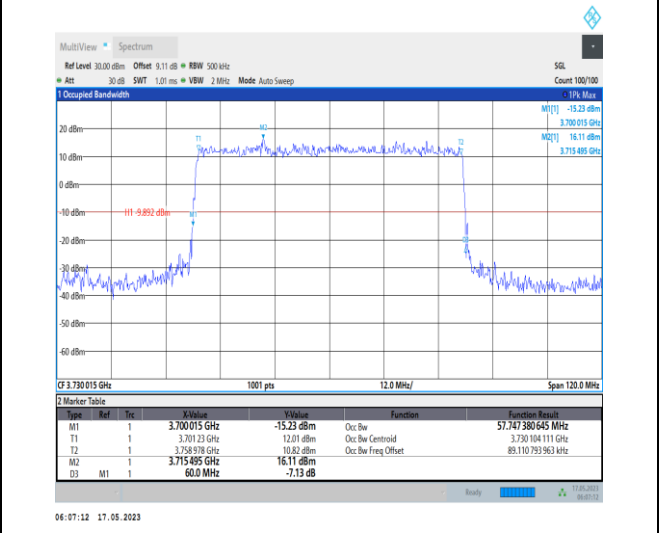 MultiView Spectrum
Ref Level 30.00 dBm Offset 9.11 dB RBW 500 kHz SGL
Att 30 dB SWT 1.01 ms VBW 2 MHz Mode Auto Sweep Count 100/100
1 Occupied Bandwidth 1Pk Max
M1[1] -15.23 dBm
3.700 015 GHz
M2[1] 16.11 dBm
3.715 495 GHz
20 dBm
M2
T1
T2
10 dBm
0 dBm
-10 dBm
H1 -9.892 dBm
M1
-20 dBm
-30 dBm
-40 dBm
-50 dBm
-60 dBm
CF 3.730 015 GHz 1001 pts 12.0 MHz/ Span 120.0 MHz
2 Marker Table
Type Ref Trc X-Value Y-Value Function Function Result
M1 1 3.700 015 GHz -15.23 dBm Occ Bw 57.747 380 645 MHz
T1 1 3.701 23 GHz 12.01 dBm Occ Bw Centroid 3.730 104 111 GHz
T2 1 3.758 978 GHz 10.82 dBm Occ Bw Freq Offset 89.110 793 963 kHz
M2 1 3.715 495 GHz 16.11 dBm
D3 M1 1 60.0 MHz -7.13 dB
Ready 17.05.2023
06:07:12
06:07:12 17.05.2023